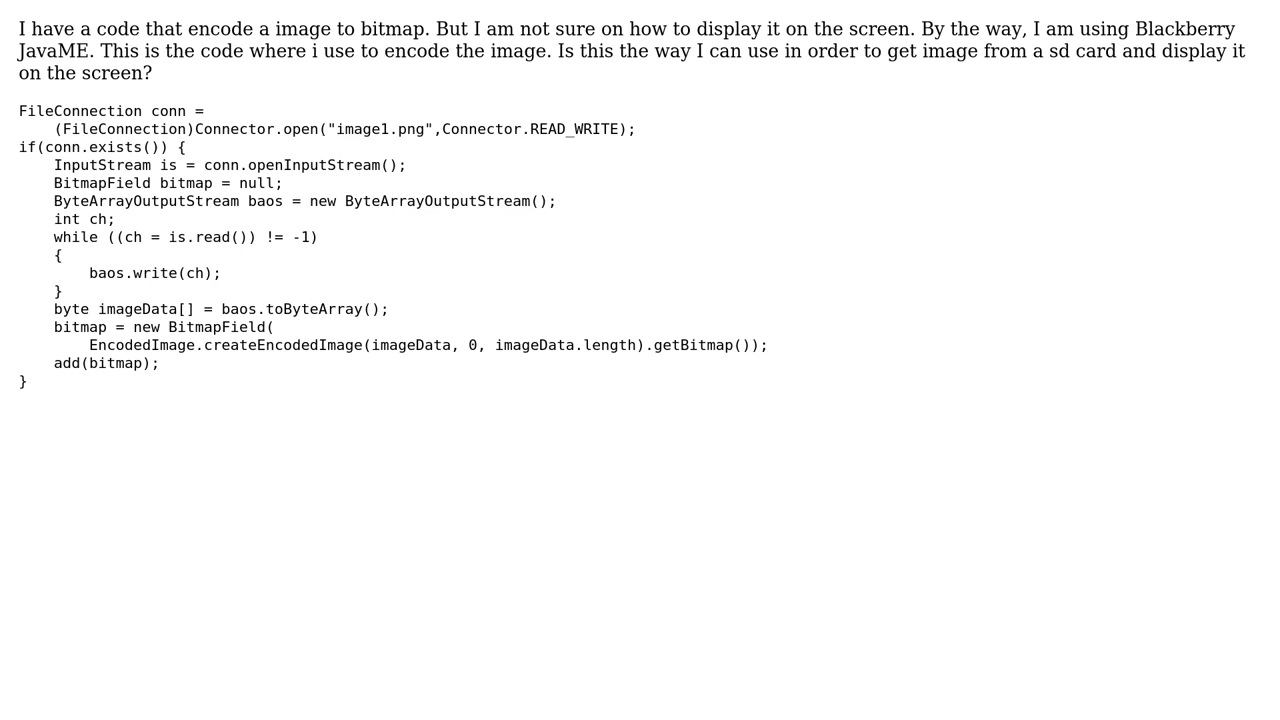 I have a code that encode a image to bitmap. But I am not sure on how to display it on the screen. By the way, I am using Blackberry
JavaME. This is the code where i use to encode the image. Is this the way I can use in order to get image from a sd card and display it
on the screen?
FileConnection conn =
    (FileConnection)Connector.open("image1.png",Connector.READ_WRITE);
if(conn.exists()) {
    InputStream is = conn.openInputStream();
    BitmapField bitmap = null;
    ByteArrayOutputStream baos = new ByteArrayOutputStream();
    int ch;
    while ((ch = is.read()) != -1)
    {
        baos.write(ch);
    }
    byte imageData[] = baos.toByteArray();
    bitmap = new BitmapField(
        EncodedImage.createEncodedImage(imageData, 0, imageData.length).getBitmap());
    add(bitmap);
}